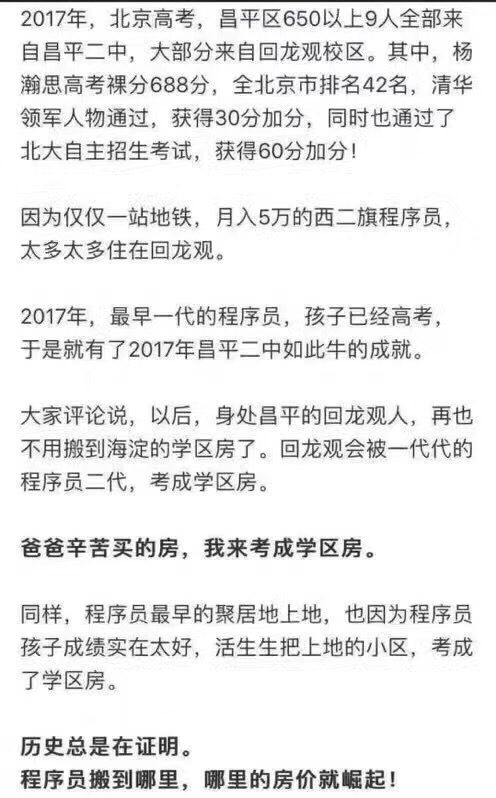 2017年，北京高考，昌平区650以上9人全部来
自昌平二中，大部分来自回龙观校区。其中，杨
瀚思高考裸分688分，全北京市排名42名，清华
领军人物通过，获得30分加分，同时也通过了
北大自主招生考试，获得60分加分！
因为仅仅一站地铁，月入5万的西二旗程序员，
太多太多住在回龙观。
2017年，最早一代的程序员，孩子已经高考，
于是就有了2017年昌平二中如此牛的成就。
大家评论说，以后，身处昌平的回龙观人，再也
不用搬到海淀的学区房了。回龙观会被一代代的
程序员二代，考成学区房。
爸爸辛苦买的房，我来考成学区房。
同样，程序员最早的聚居地上地，也因为程序员
孩子成绩实在太好，活生生把上地的小区，考成
了学区房。
历史总是在证明。
程序员搬到哪里，哪里的房价就崛起！